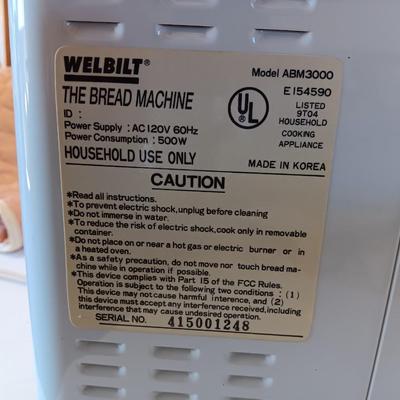 WELBILT®
Model ABM3000
THE BREAD MACHINE
E154590
ID :
Power Supply : AC120V 60Hz
Power Consumption : 500W
HOUSEHOLD USE ONLY
UL
®
LISTED
9T04
HOUSEHOLD
COOKING
APPLIANCE
MADE IN KOREA
CAUTION
*Read all instructions.
*To prevent electric shock,unplug before cleaning
*Do not immerse in water.
*To reduce the risk of electric shock,cook only in removable
container.
*Do not place on or near a hot gas or electric burner or in
a heated oven.
*As a safety precaution, do not move nor touch bread ma-
chine while in operation.
*This device complies with Part 15 of the FCC Rules.
Operation is subject to the following two conditions : (1)
This device may not cause harmful interence, and (2)
this device must accept any interference received,including
interference that may cause undesired operation.
SERIAL NO. 415001248